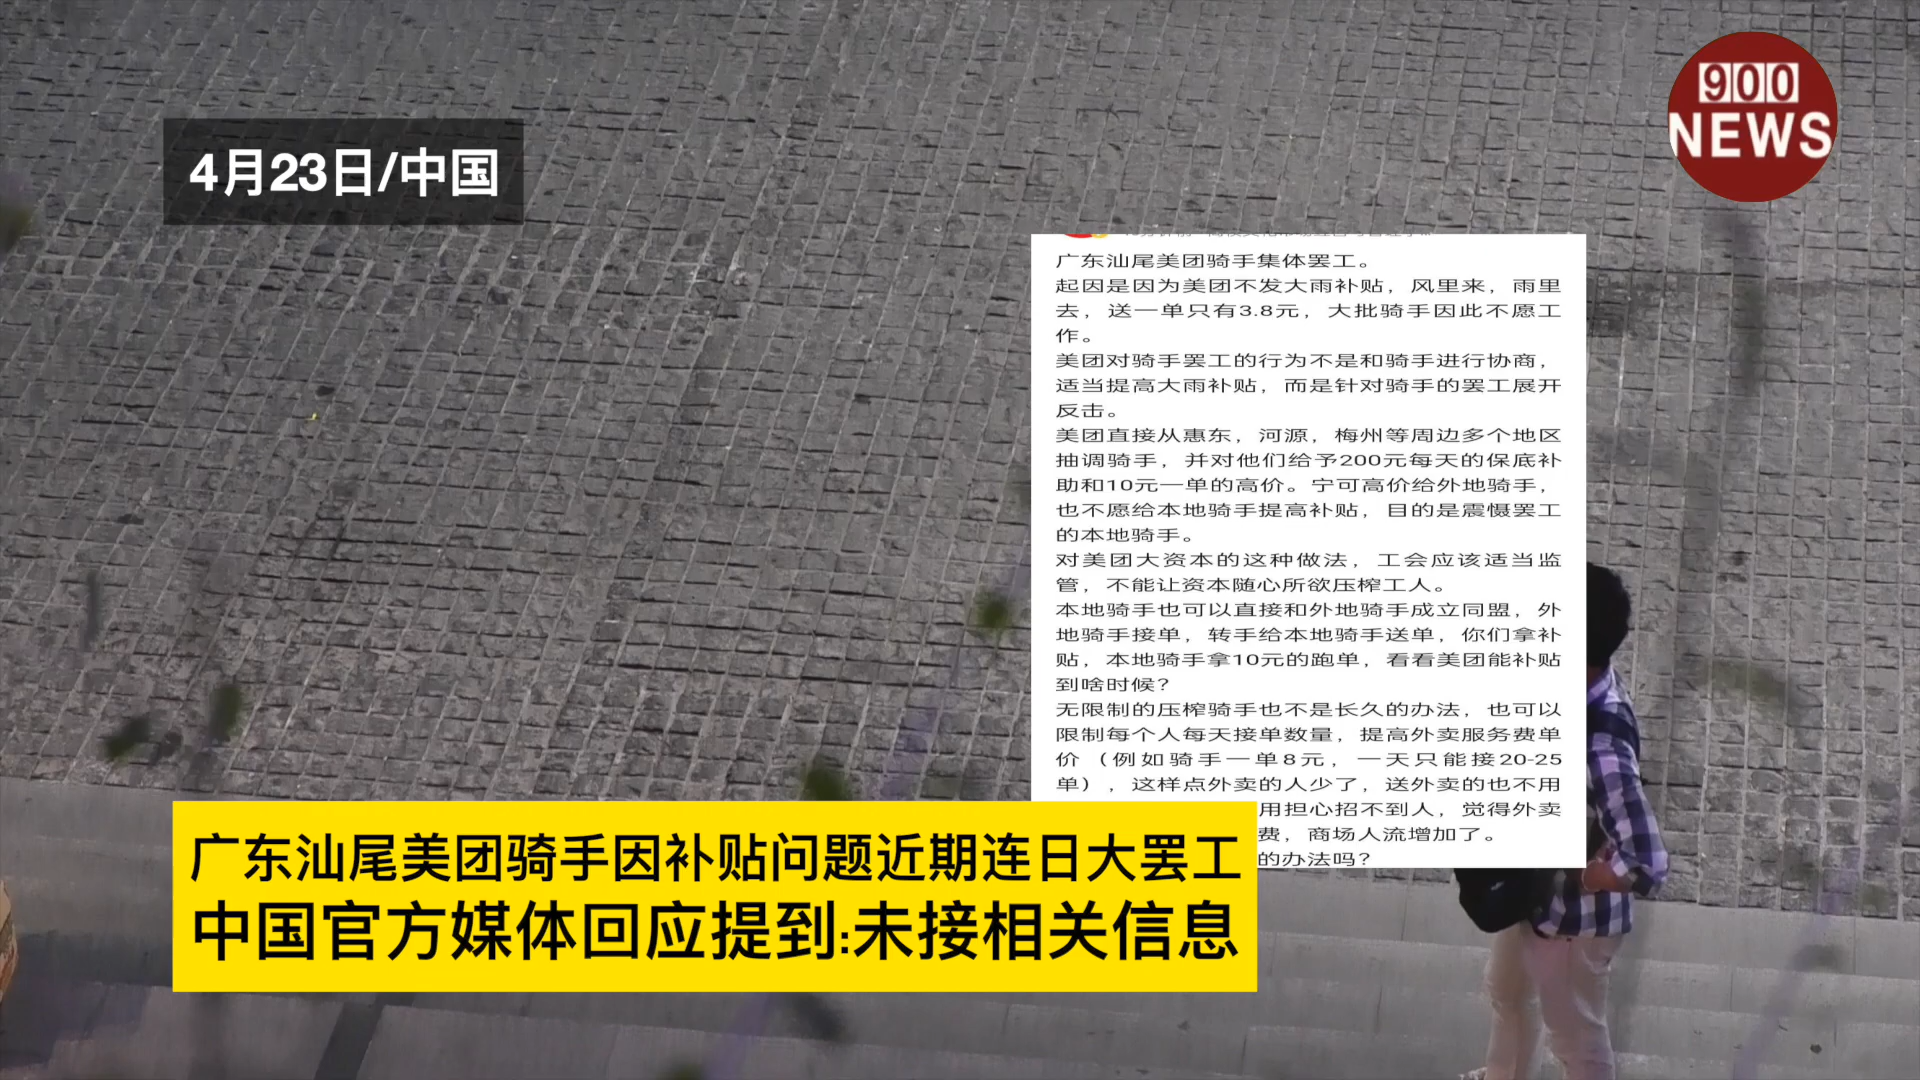 900
NEWS
4月23日/中国
广东汕尾美团骑手集体罢工。
起因是因为美团不发大雨补贴，风里来，雨里
去，送一单只有3.8元，大批骑手因此不愿工
作。
美团对骑手罢工的行为不是和骑手进行协商，
适当提高大雨补贴，而是针对骑手的罢工展开
反击。
美团直接从惠东，河源，梅州等周边多个地区
抽调骑手，并对他们给予200元每天的保底补
助和10元一单的高价。宁可高价给外地骑手，
也不愿给本地骑手提高补贴，目的是震慑罢工
的本地骑手。
对美团大资本的这种做法，工会应该适当监
管，不能让资本随心所欲压榨工人。
本地骑手也可以直接和外地骑手成立同盟，外
地骑手接单，转手给本地骑手送单，你们拿补
贴，本地骑手拿10元的跑单，看看美团能补贴
到啥时候？
无限制的压榨骑手也不是长久的办法，也可以
限制每个人每天接单数量，提高外卖服务费单
价（例如骑手一单8元，一天只能接20-25
单），这样点外卖的人少了，送外卖的也不用
用担心招不到人，觉得外卖
费，商场人流增加了。
的办法吗？
广东汕尾美团骑手因补贴问题近期连日大罢工
中国官方媒体回应提到:未接相关信息